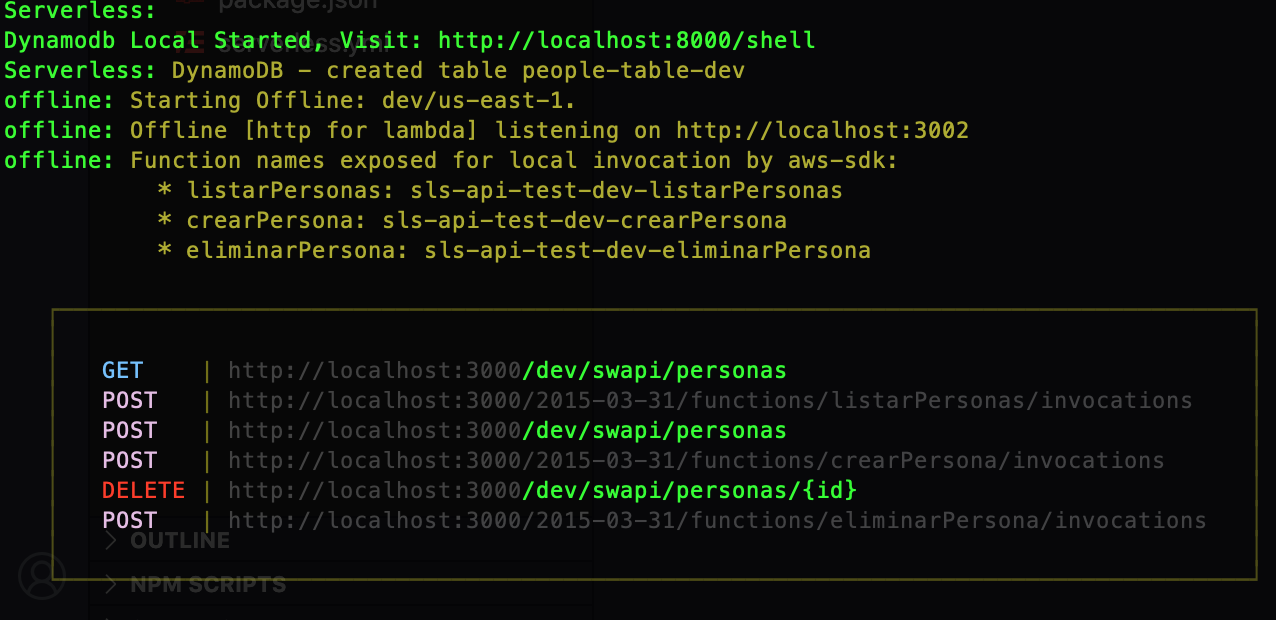 Serverless:
package.json
Dynamodb Local Started, Visit: http://localhost:8000/shell
serverless.yml
Serverless: DynamoDB - created table people-table-dev
offline: Starting Offline: dev/us-east-1.
offline: Offline [http for lambda] listening on http://localhost:3002
offline: Function names exposed for local invocation by aws-sdk:
* listarPersonas: sls-api-test-dev-listarPersonas
* crearPersona: sls-api-test-dev-crearPersona
* eliminarPersona: sls-api-test-dev-eliminarPersona
GET | http://localhost:3000/dev/swapi/personas
POST | http://localhost:3000/2015-03-31/functions/listarPersonas/invocations
POST | http://localhost:3000/dev/swapi/personas
POST | http://localhost:3000/2015-03-31/functions/crearPersona/invocations
DELETE | http://localhost:3000/dev/swapi/personas/{id}
POST | http://localhost:3000/2015-03-31/functions/eliminarPersona/invocations
OUTLINE
NPM SCRIPTS